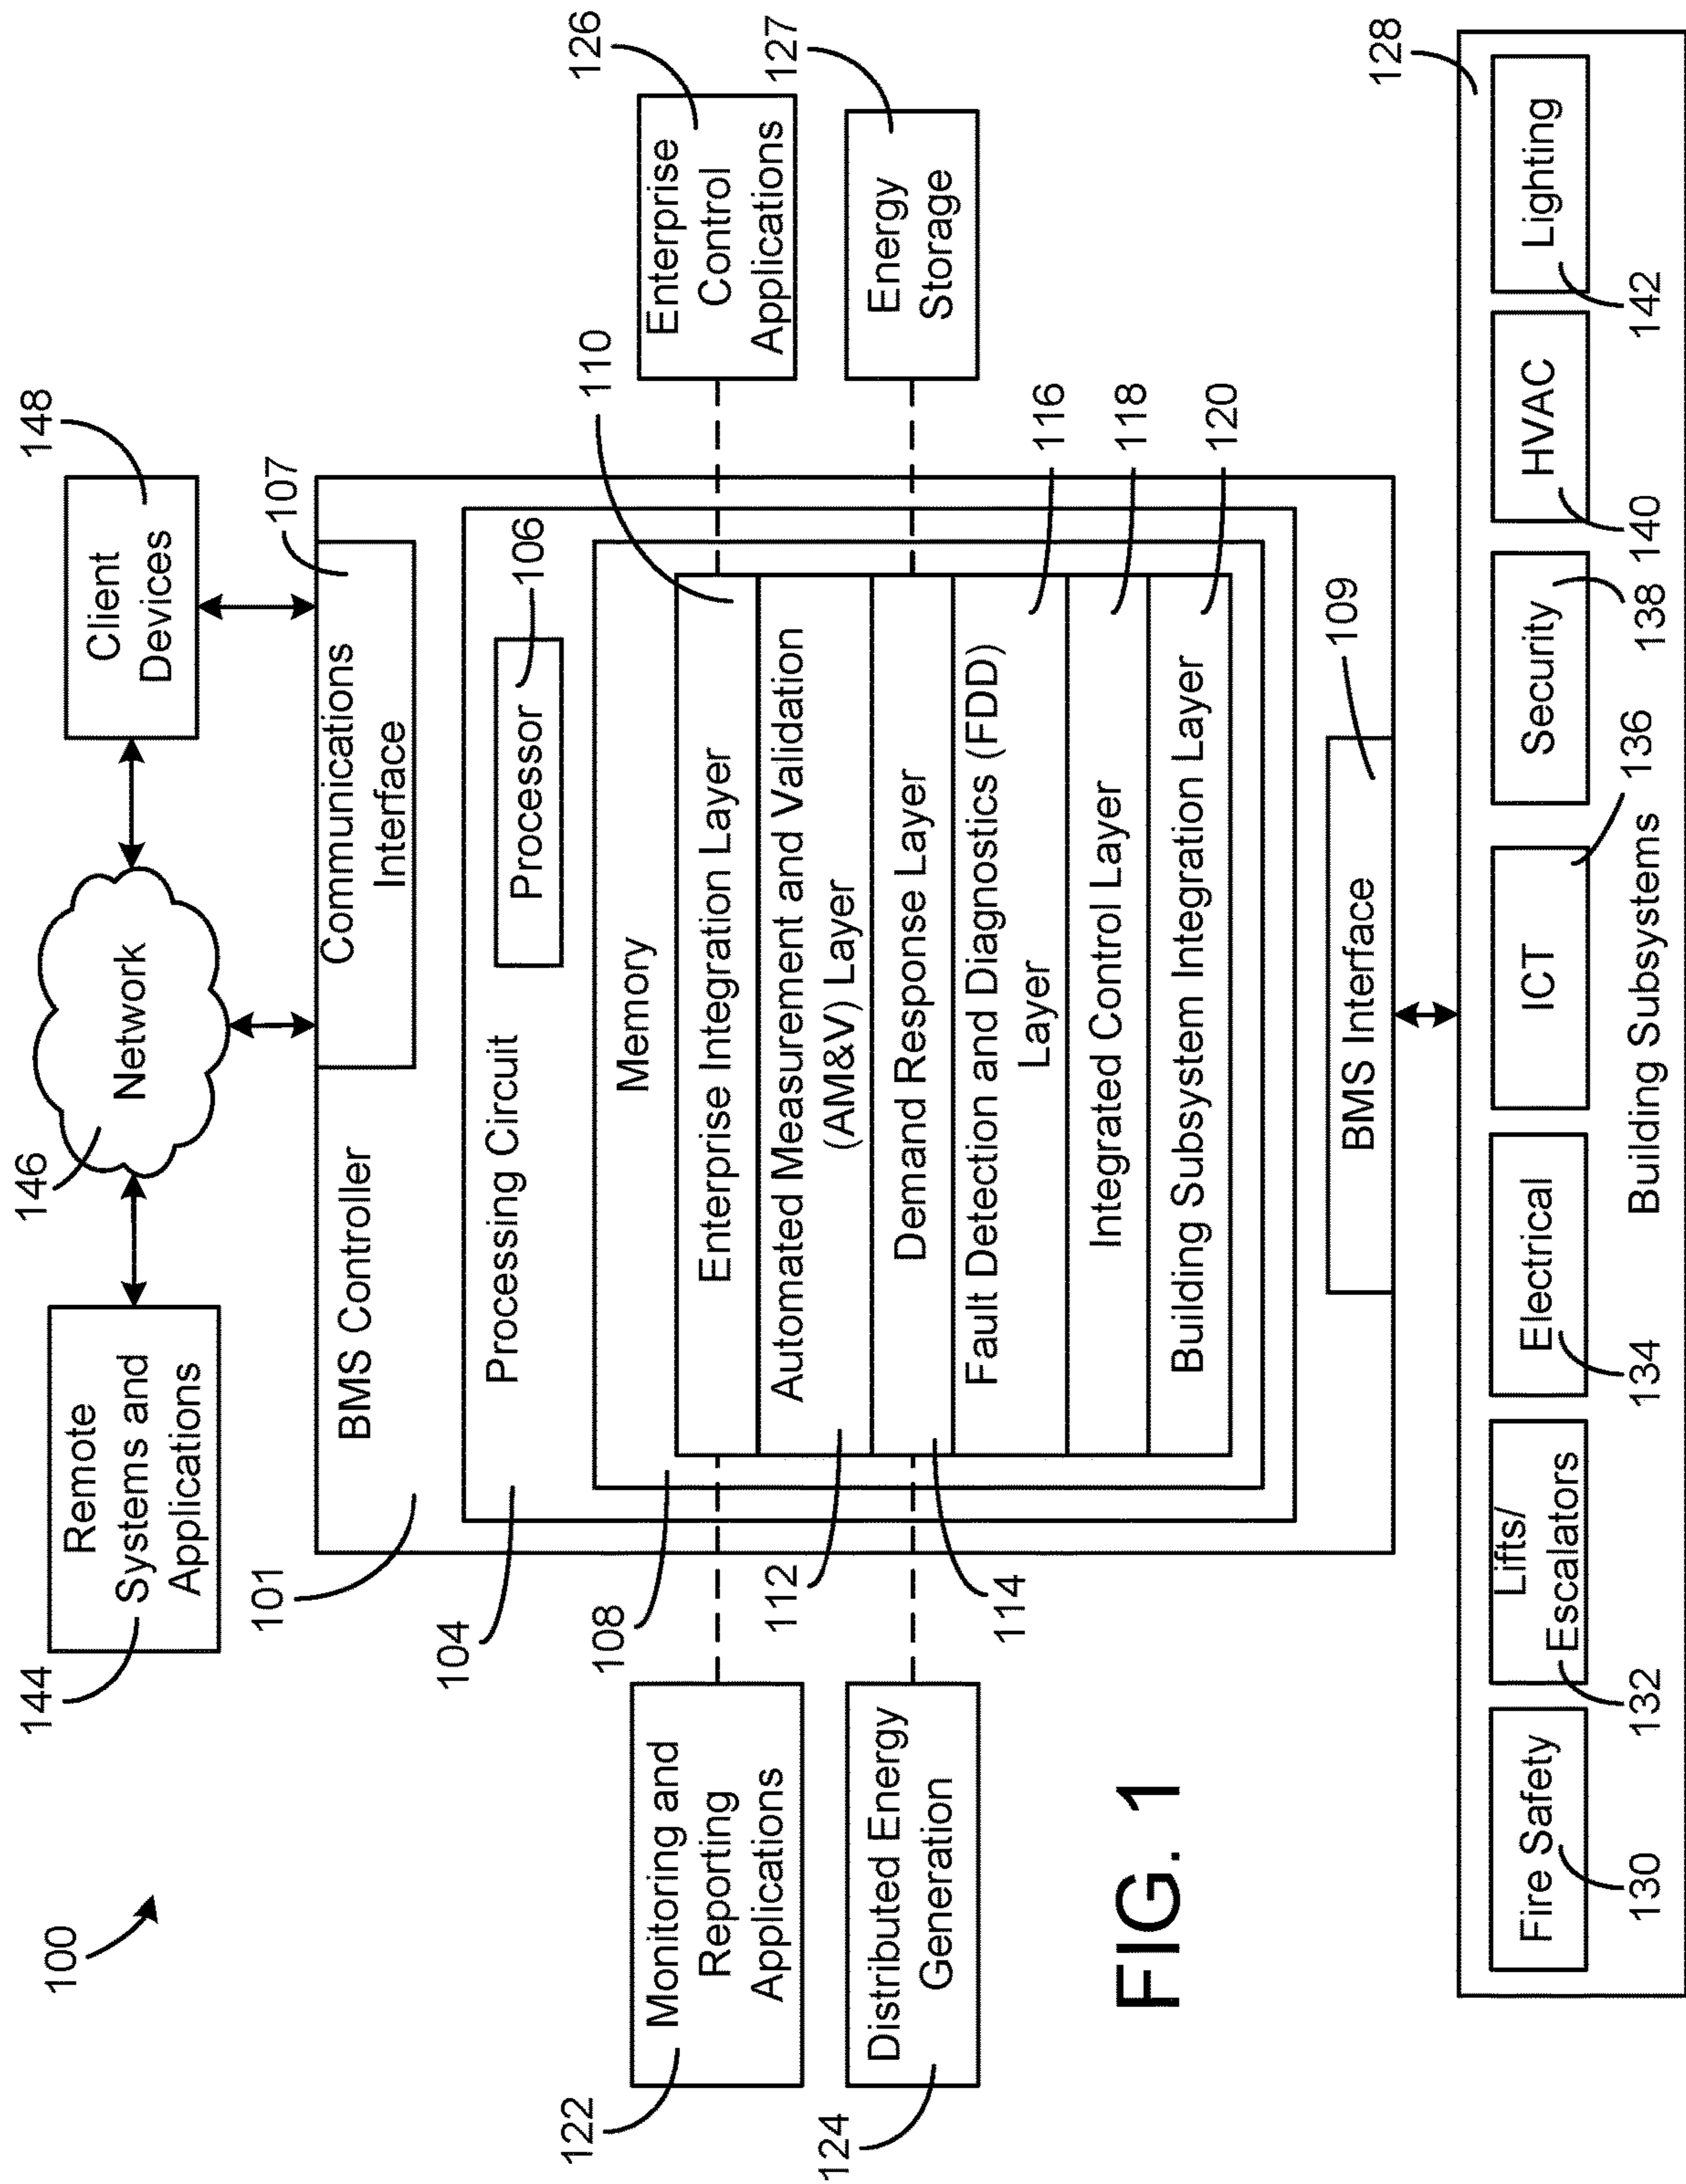 100
146
148
144
Remote
Systems and
Applications
Network
Client
Devices
101
BMS Controller
Communications
Interface
107
104
Processing Circuit
Processor
106
108
Memory
110
Enterprise Integration Layer
112
Automated Measurement and Validation
(AM&V) Layer
114
Demand Response Layer
Fault Detection and Diagnostics (FDD)
Layer
116
Integrated Control Layer
118
Building Subsystem Integration Layer
120
122
Monitoring and
Reporting
Applications
124
Distributed Energy
Generation
126
Enterprise
Control
Applications
127
Energy
Storage
BMS Interface
109
FIG. 1
128
Fire Safety
Lifts/
Escalators
Electrical
ICT
Security
HVAC
Lighting
130
132
134
Building Subsystems
136
138
140
142